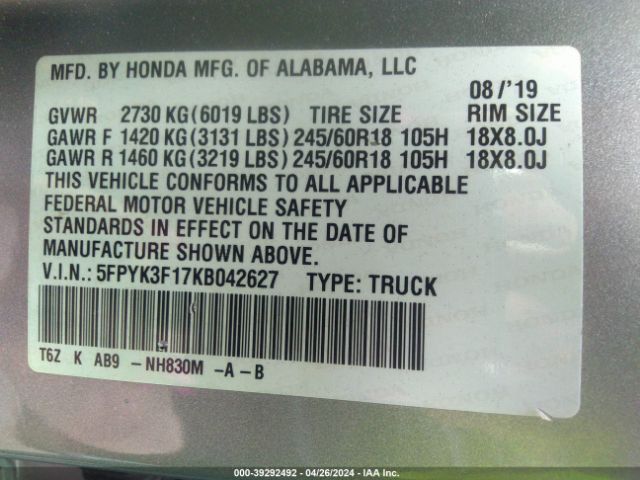 MFD. BY HONDA MFG. OF ALABAMA, LLC
08/'19
GVWR 2730 KG(6019 LBS) TIRE SIZE RIM SIZE
GAWR F 1420 KG(3131 LBS)245/60R18 105H 18X8.0J
GAWR R 1460 KG(3219 LBS)245/60R18 105H 18X8.0J
THIS VEHICLE CONFORMS TO ALL APPLICABLE
FEDERAL MOTOR VEHICLE SAFETY
STANDARDS IN EFFECT ON THE DATE OF
MANUFACTURE SHOWN ABOVE.
V.I.N.: 5FPYK3F17KB042627 TYPE: TRUCK
T6Z K AB9 -NH830M -A-B
000-39292492 - 04/26/2024 - IAA Inc.